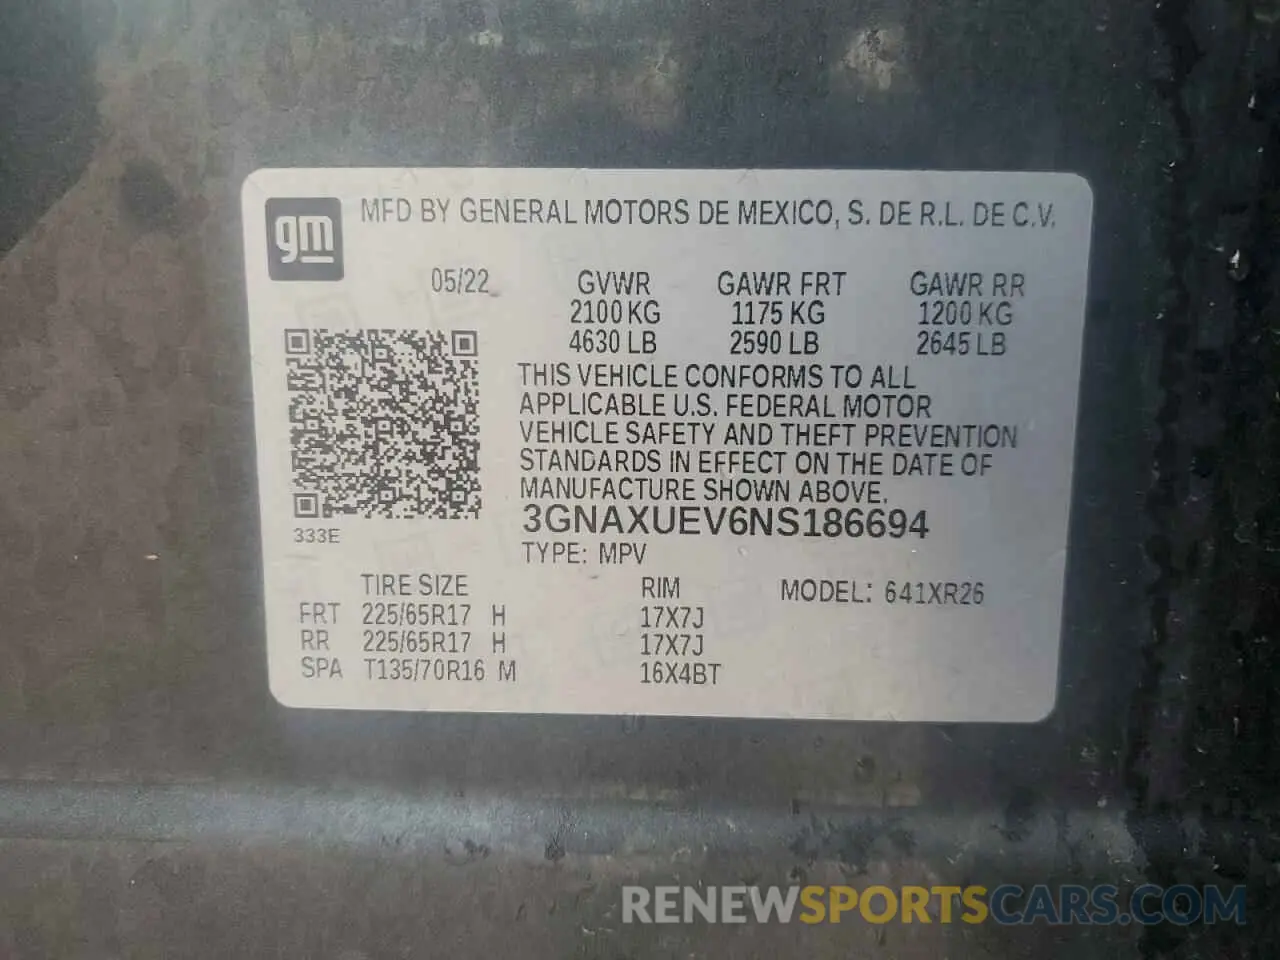 gm
MFD BY GENERAL MOTORS DE MEXICO, S. DE R.L. DE C.V.
05/22 GVWR GAWR FRT GAWR RR
2100 KG 1175 KG 1200 KG
4630 LB 2590 LB 2645 LB
THIS VEHICLE CONFORMS TO ALL
APPLICABLE U.S. FEDERAL MOTOR
VEHICLE SAFETY AND THEFT PREVENTION
STANDARDS IN EFFECT ON THE DATE OF
MANUFACTURE SHOWN ABOVE.
3GNAXUEV6NS186694
333E
TYPE: MPV
TIRE SIZE RIM MODEL: 641XR26
FRT 225/65R17 H 17X7J
RR 225/65R17 H 17X7J
SPA T135/70R16 M 16X4BT
RENEWSPORTSCARS.COM